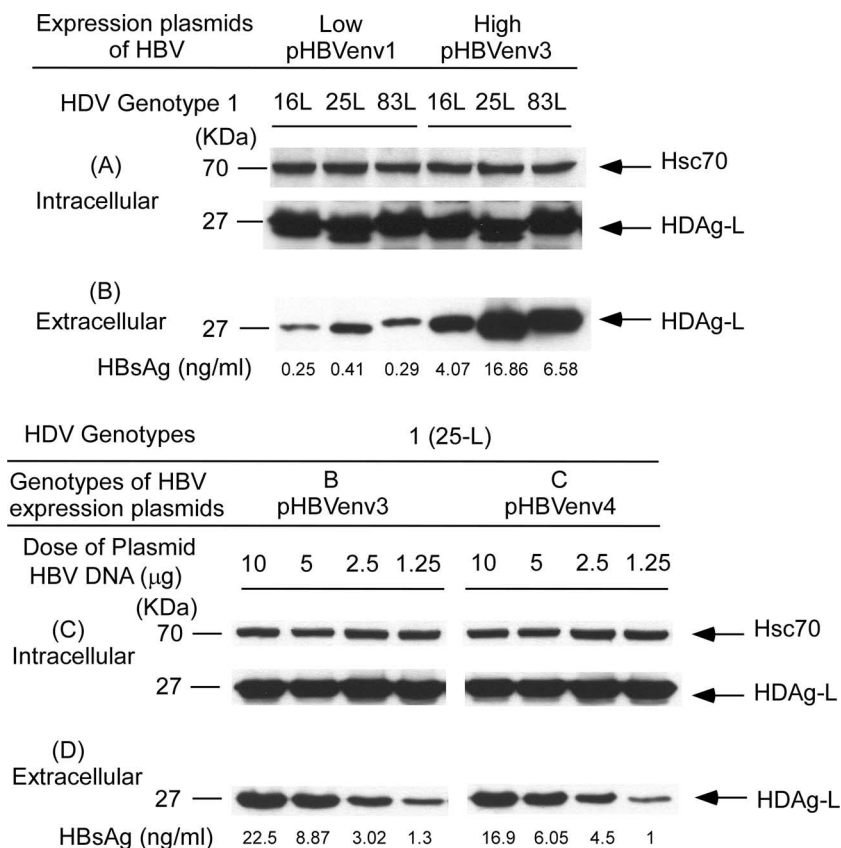 Expression plasmids of HBV Low pHBVenv1 High pHBVenv3
HDV Genotype 1 16L 25L 83L 16L 25L 83L
(KDa)
(A) Intracellular 70 Hsc70
27 HDAg-L
(B) Extracellular 27 HDAg-L
HBsAg (ng/ml) 0.25 0.41 0.29 4.07 16.86 6.58
HDV Genotypes 1 (25-L)
Genotypes of HBV expression plasmids B pHBVenv3 C pHBVenv4
Dose of Plasmid HBV DNA (μg) 10 5 2.5 1.25 10 5 2.5 1.25
(KDa)
(C) Intracellular 70 Hsc70
27 HDAg-L
(D) Extracellular 27 HDAg-L
HBsAg (ng/ml) 22.5 8.87 3.02 1.3 16.9 6.05 4.5 1